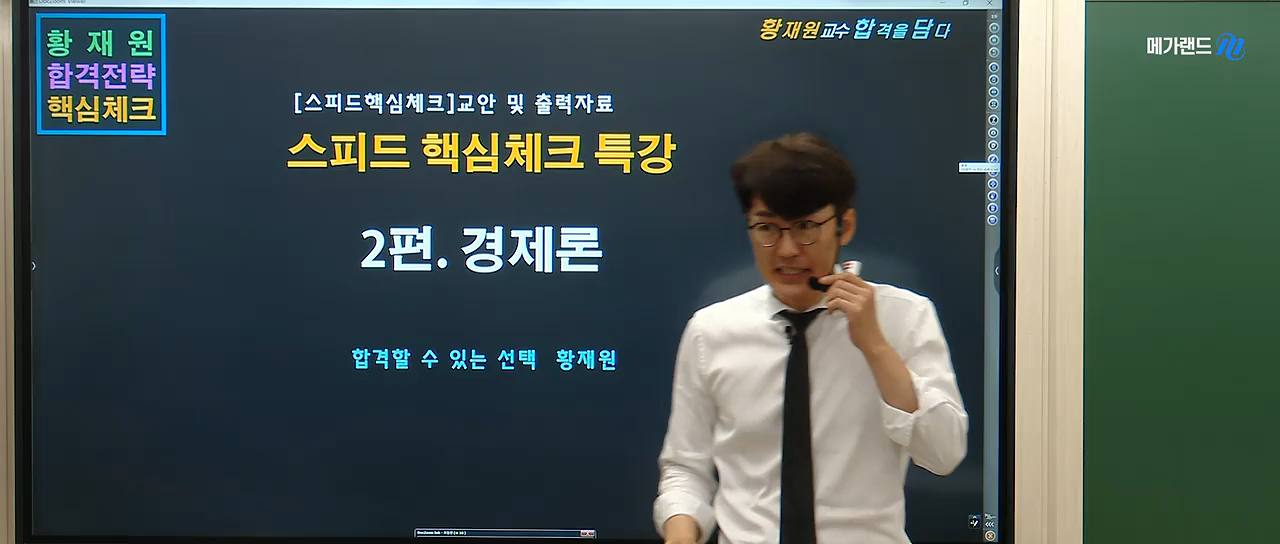 황 재 원
합격전략
핵심체크
황재원 교수 합격을 담다
메가랜드
[스피드핵심체크]교안 및 출력자료
스피드 핵심체크 특강
2편. 경제론
합격할 수 있는 선택 황재원